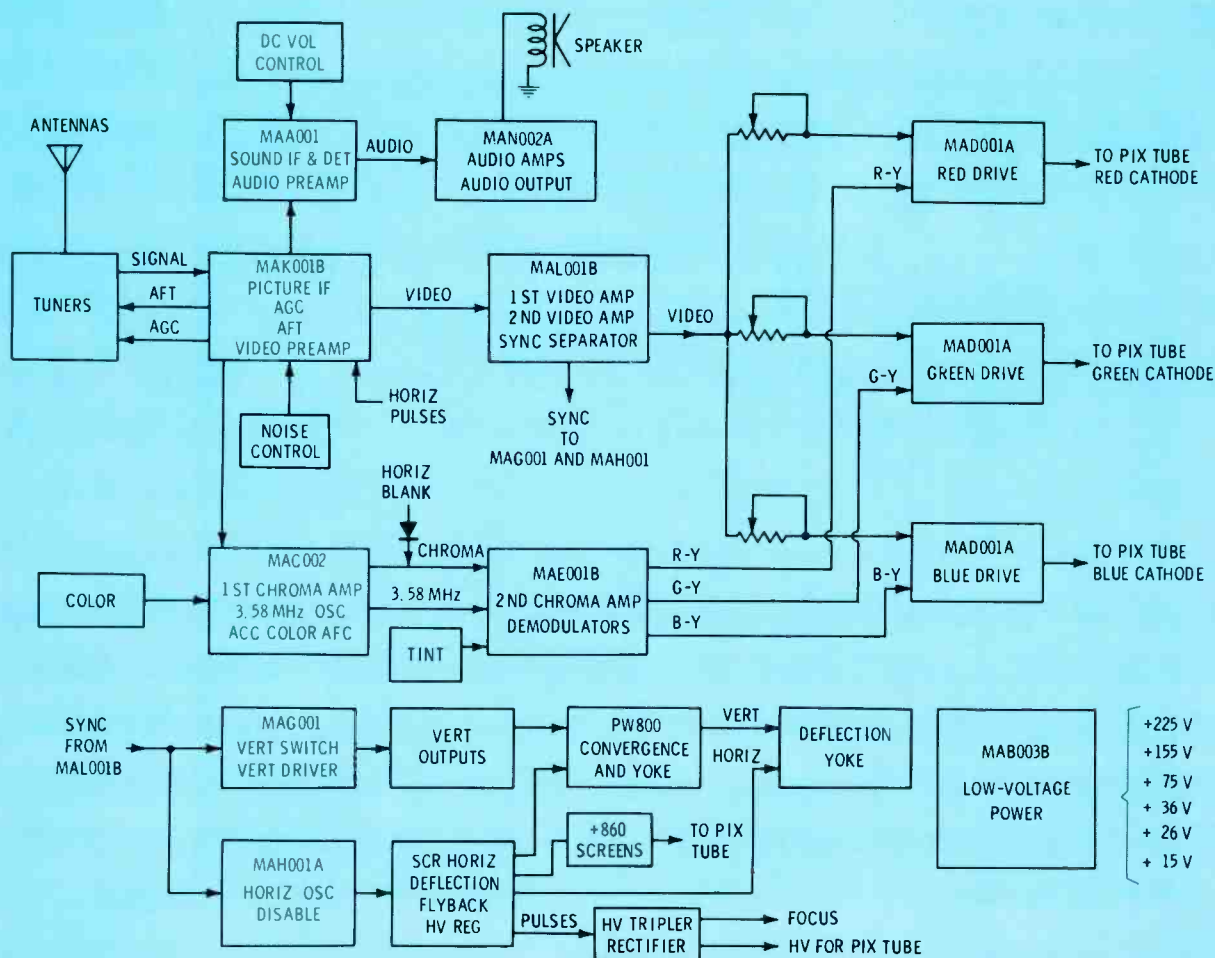 DC VOL
CONTROL
SPEAKER
ANTENNAS
MAA001
SOUND IF & DET
AUDIO PREAMP
AUDIO
MAN002A
AUDIO AMPS
AUDIO OUTPUT
MAD001A
RED DRIVE
R-Y
TO PIX TUBE
RED CATHODE
TUNERS
SIGNAL
AFT
AGC
MAK001B
PICTURE IF
AGC
AFT
VIDEO PREAMP
VIDEO
MAL001B
1ST VIDEO AMP
2ND VIDEO AMP
SYNC SEPARATOR
VIDEO
MAD001A
GREEN DRIVE
G-Y
TO PIX TUBE
GREEN CATHODE
NOISE
CONTROL
HORIZ
PULSES
SYNC
TO
MAG001 AND MAH001
HORIZ
BLANK
COLOR
MAC002
1ST CHROMA AMP
3.58 MHz OSC
ACC COLOR AFC
CHROMA
3.58 MHz
TINT
MAE001B
2ND CHROMA AMP
DEMODULATORS
R-Y
G-Y
B-Y
B-Y
MAD001A
BLUE DRIVE
TO PIX TUBE
BLUE CATHODE
SYNC
FROM
MAL001B
MAG001
VERT SWITCH
VERT DRIVER
VERT
OUTPUTS
PW800
CONVERGENCE
AND YOKE
VERT
HORIZ
DEFLECTION
YOKE
MAB003B
LOW-VOLTAGE
POWER
+225 V
+155 V
+ 75 V
+ 36 V
+ 26 V
+ 15 V
MAH001A
HORIZ OSC
DISABLE
SCR HORIZ
DEFLECTION
FLYBACK
HV REG
+860
SCREENS
TO PIX
TUBE
PULSES
HV TRIPLER
RECTIFIER
FOCUS
HV FOR PIX TUBE